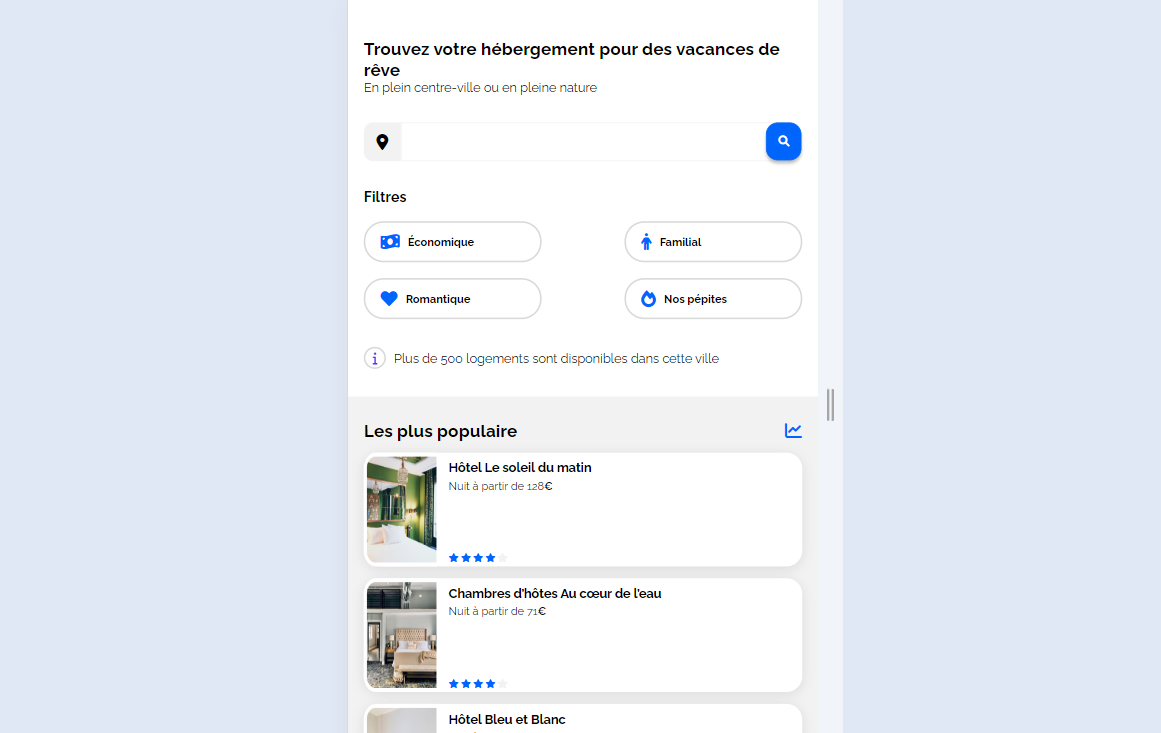 Trouvez votre hébergement pour des vacances de
rêve
En plein centre-ville ou en pleine nature
Filtres
Économique
Familial
Romantique
Nos pépites
Plus de 500 logements sont disponibles dans cette ville
Les plus populaire
Hôtel Le soleil du matin
Nuit à partir de 128€
Chambres d'hôtes Au cœur de l'eau
Nuit à partir de 71€
Hôtel Bleu et Blanc